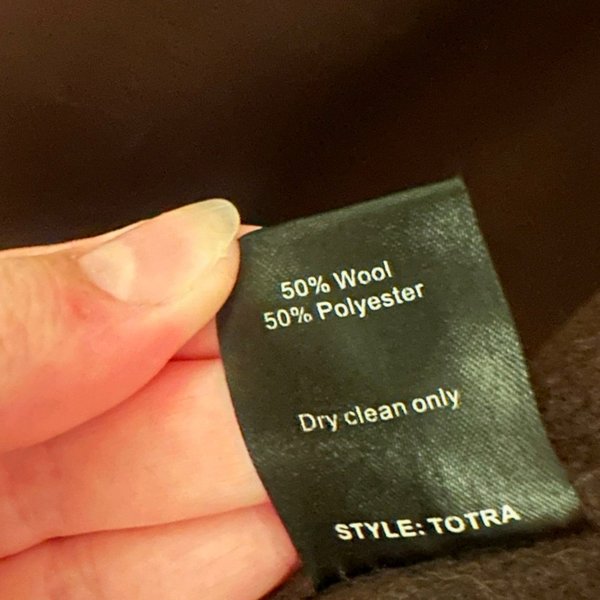 50% Wool
50% Polyester
Dry clean only
STYLE: TOTRA